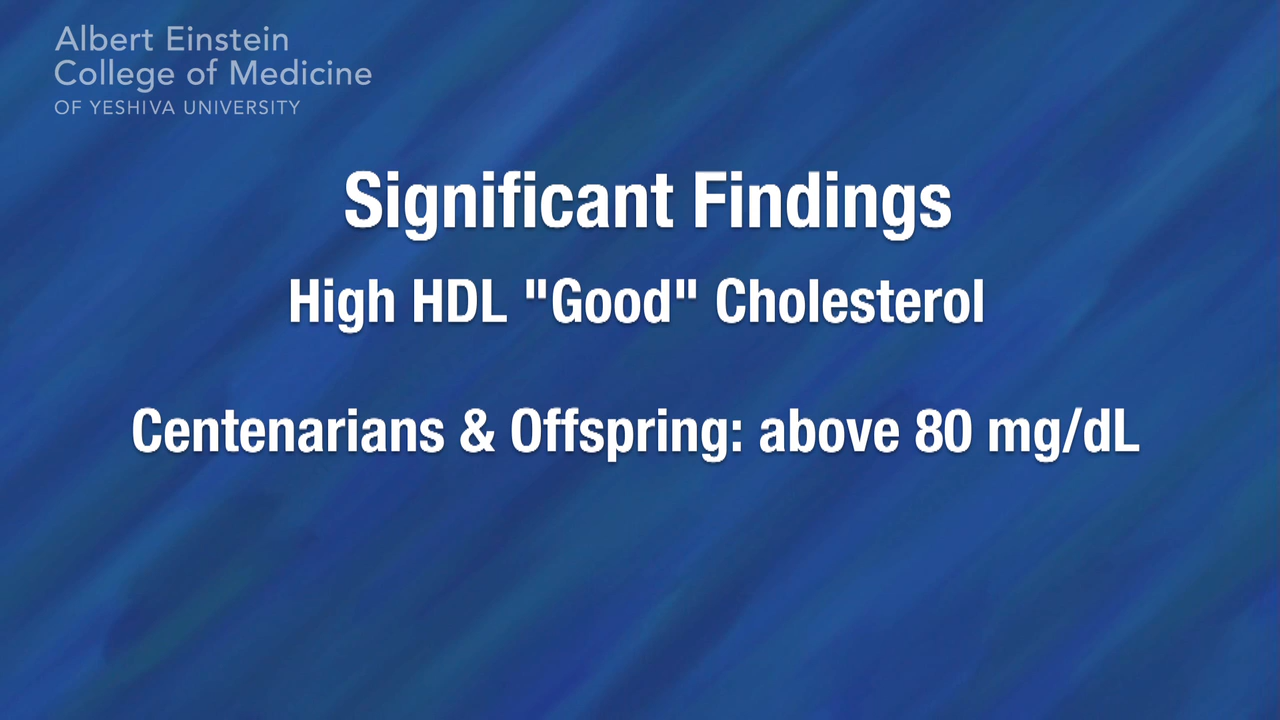 Albert Einstein
College of Medicine
OF YESHIVA UNIVERSITY
Significant Findings
High HDL "Good" Cholesterol
Centenarians & Offspring: above 80 mg/dL